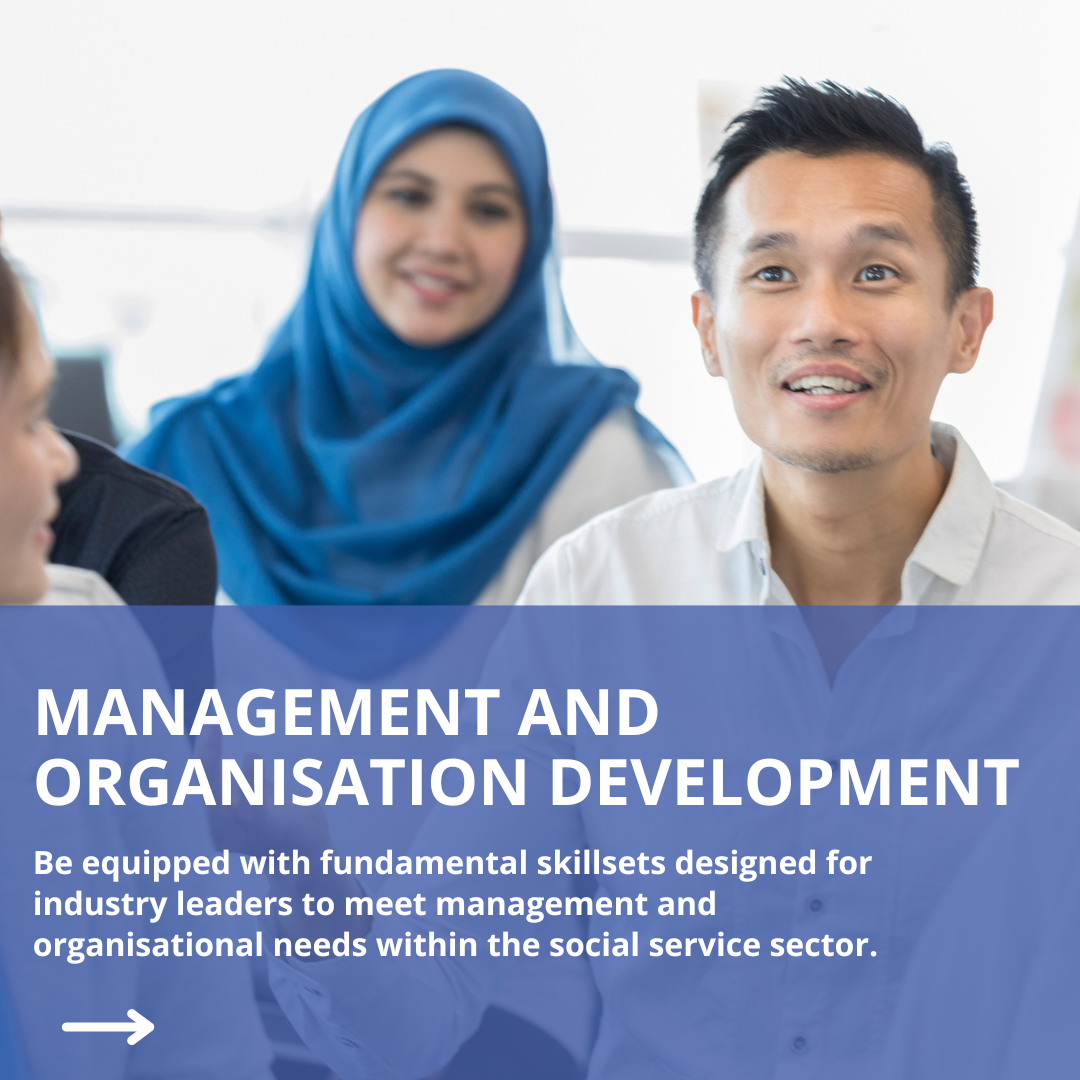 MANAGEMENT AND
ORGANISATION DEVELOPMENT
Be equipped with fundamental skillsets designed for
industry leaders to meet management and
organisational needs within the social service sector.